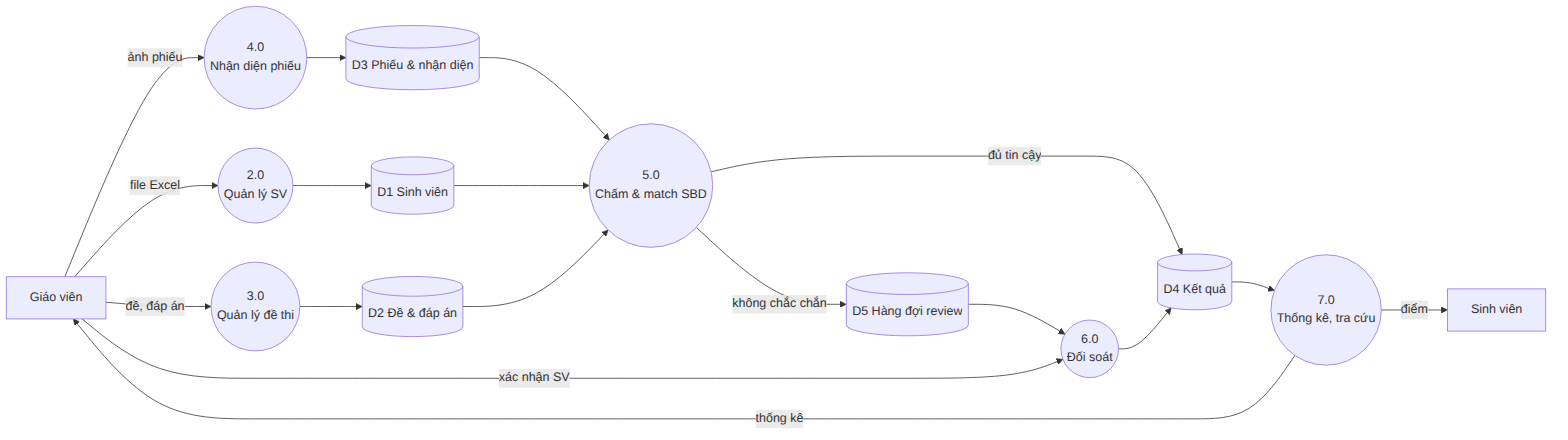 ảnh phiếu
4.0
Nhận diện phiếu
D3 Phiếu & nhận diện
file Excel
2.0
Quản lý SV
D1 Sinh viên
5.0
Chấm & match SBD
đủ tin cậy
Giáo viên
đề, đáp án
3.0
Quản lý đề thi
D2 Đề & đáp án
không chắc chắn
D5 Hàng đợi review
D4 Kết quả
7.0
Thống kê, tra cứu
điểm
Sinh viên
6.0
Đối soát
xác nhận SV
thống kê